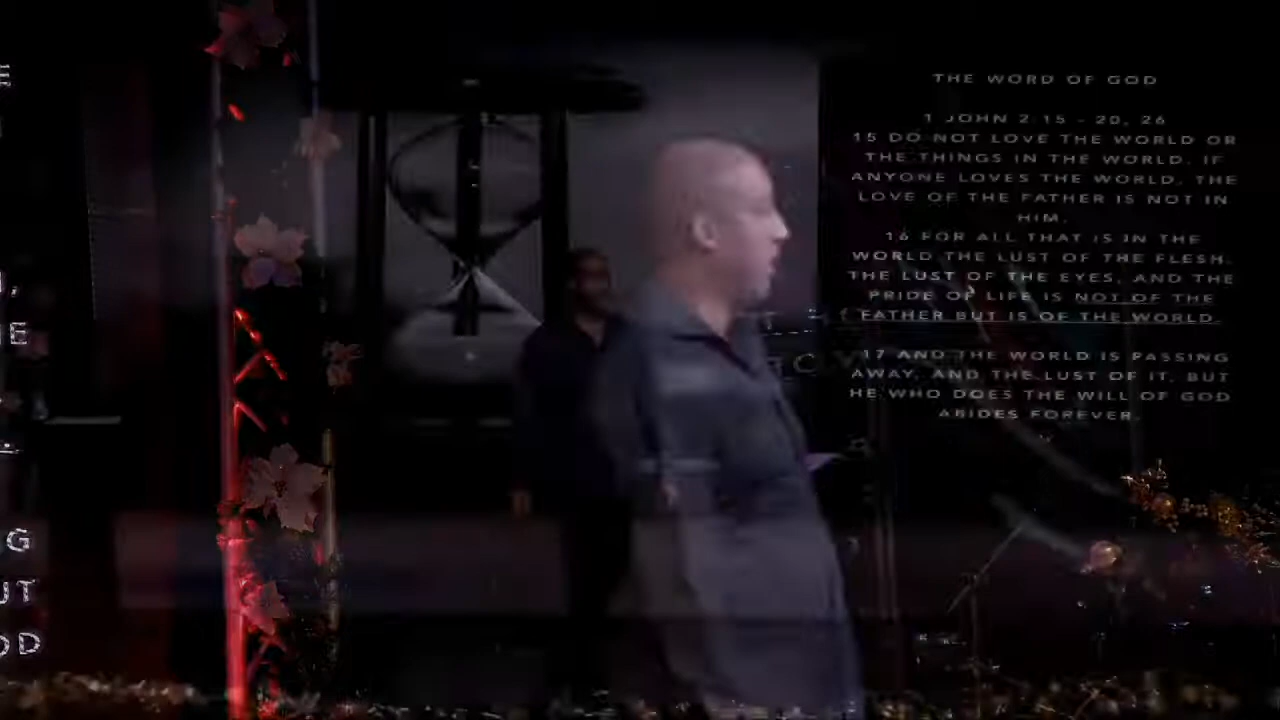 THE WORD OF GOD
1 JOHN 2:15 - 20, 26
15 DO NOT LOVE THE WORLD OR
THE THINGS IN THE WORLD. IF
ANYONE LOVES THE WORLD, THE
LOVE OF THE FATHER IS NOT IN
HIM.
16 FOR ALL THAT IS IN THE
WORLD THE LUST OF THE FLESH,
THE LUST OF THE EYES, AND THE
PRIDE OF LIFE IS NOT OF THE
FATHER BUT IS OF THE WORLD.
17 AND THE WORLD IS PASSING
AWAY, AND THE LUST OF IT, BUT
HE WHO DOES THE WILL OF GOD
ABIDES FOREVER.